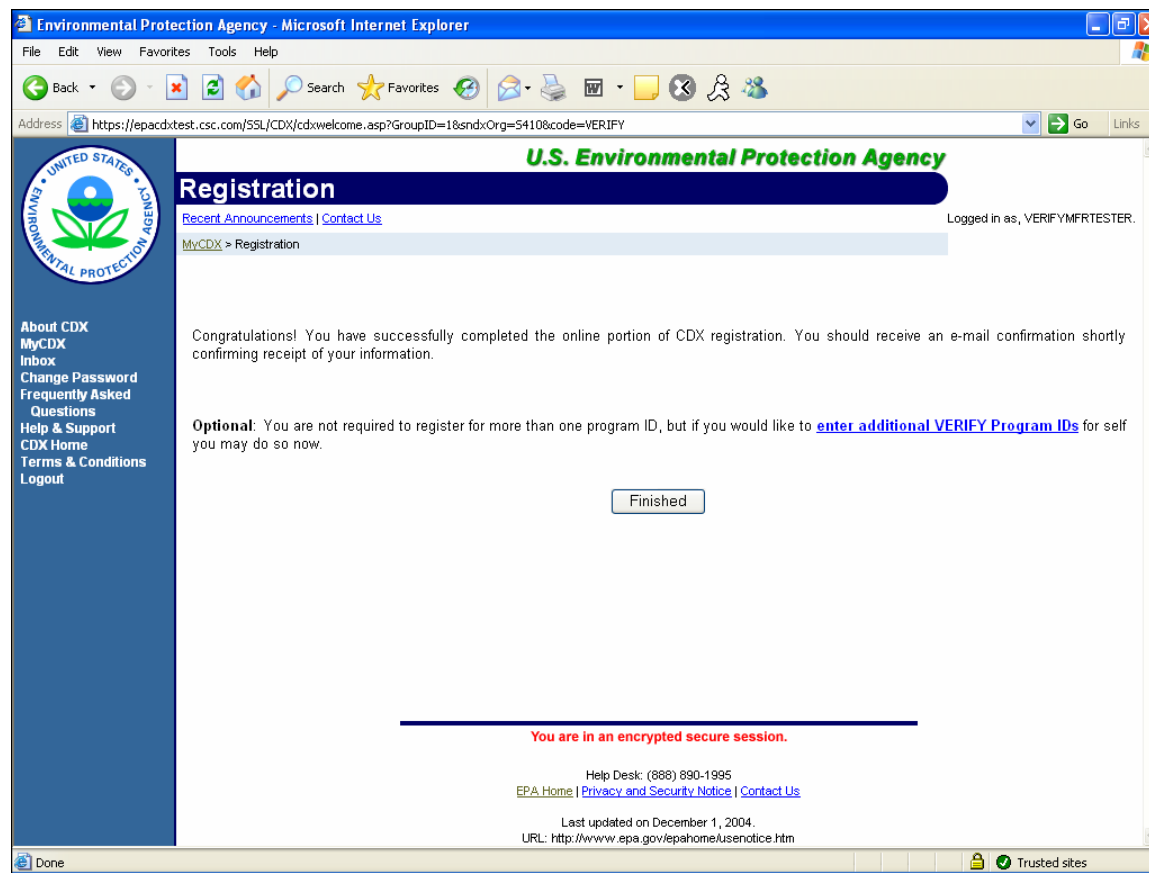 Environmental Protection Agency - Microsoft Internet Explorer
File Edit View Favorites Tools Help
Back Search Favorites
Address https://epacdxtest.csc.com/SSL/CDX/cdxwelcome.asp?GroupID=1&sndxOrg=S410&code=VERIFY Go Links
UNITED STATES
ENVIRONMENTAL PROTECTION AGENCY
U.S. Environmental Protection Agency
Registration
Recent Announcements | Contact Us
Logged in as, VERIFYMFRTESTER.
MyCDX > Registration
About CDX
MyCDX
Inbox
Change Password
Frequently Asked
Questions
Help & Support
CDX Home
Terms & Conditions
Logout
Congratulations! You have successfully completed the online portion of CDX registration. You should receive an e-mail confirmation shortly
confirming receipt of your information.
Optional: You are not required to register for more than one program ID, but if you would like to enter additional VERIFY Program IDs for self
you may do so now.
Finished
You are in an encrypted secure session.
Help Desk: (888) 890-1995
EPA Home | Privacy and Security Notice | Contact Us
Last updated on December 1, 2004.
URL: http://www.epa.gov/epahome/usenotice.htm
Done Trusted sites